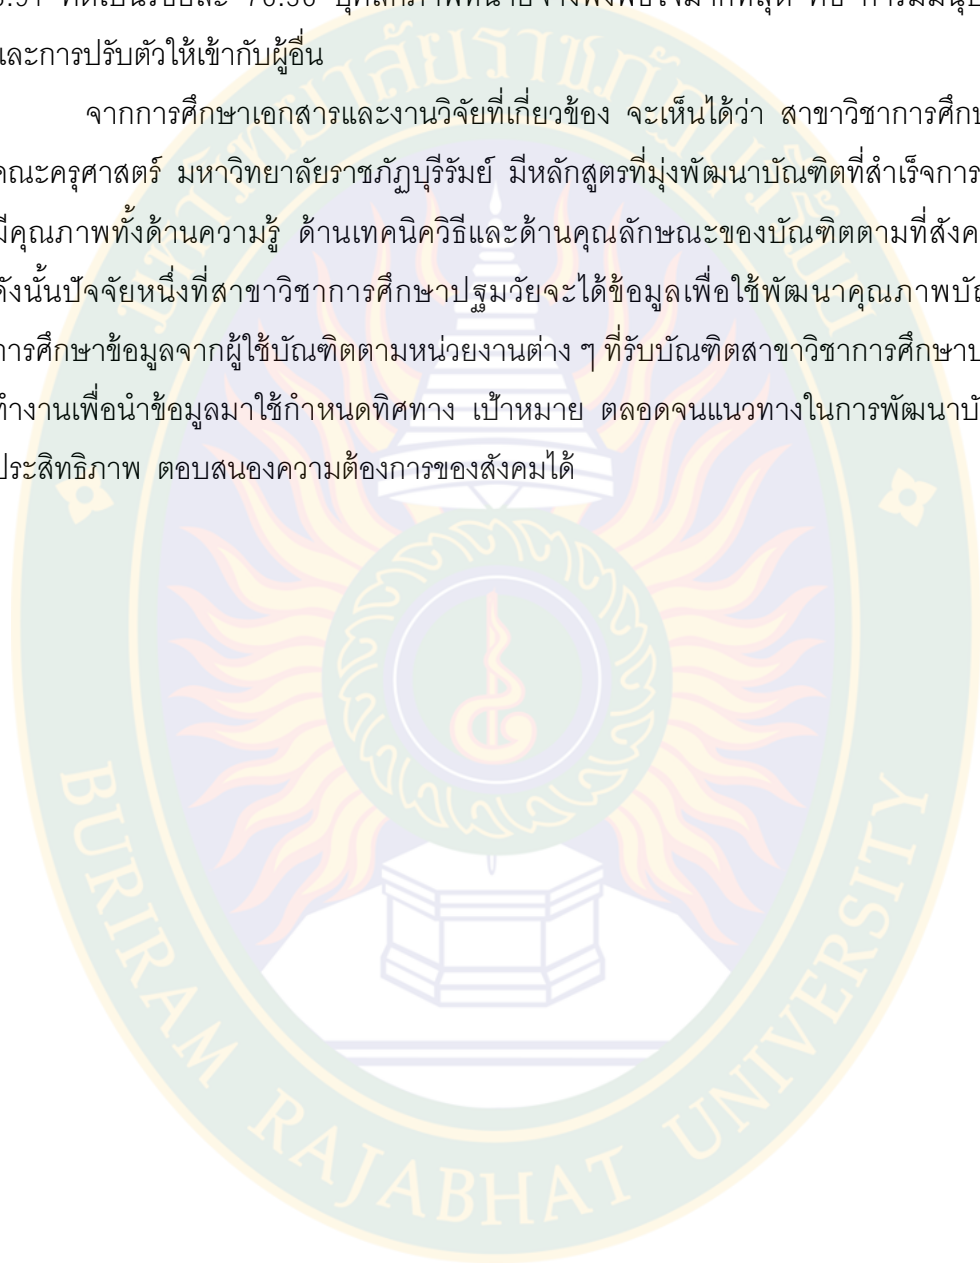 และการปรับตัวให้เข้ากับผู้อื่น
จากการศึกษาเอกสารและงานวิจัยที่เกี่ยวข้อง จะเห็นได้ว่า สาขาวิชาการศึกษ
คณะครุศาสตร์ มหาวิทยาลัยราชภัฏบุรีรัมย์ มีหลักสูตรที่มุ่งพัฒนาบัณฑิตที่สำเร็จการ
มีคุณภาพทั้งด้านความรู้ ด้านเทคนิควิธีและด้านคุณลักษณะของบัณฑิตตามที่สังค
ดังนั้นปัจจัยหนึ่งที่สาขาวิชาการศึกษาปฐมวัยจะได้ข้อมูลเพื่อใช้พัฒนาคุณภาพบัณ
การศึกษาข้อมูลจากผู้ใช้บัณฑิตตามหน่วยงานต่าง ๆ ที่รับบัณฑิตสาขาวิชาการศึกษาป
ทำงานเพื่อนำข้อมูลมาใช้กำหนดทิศทาง เป้าหมาย ตลอดจนแนวทางในการพัฒนาบั
ประสิทธิภาพ ตอบสนองความต้องการของสังคมได้
มหาวิทยาลัยราชภัฏบุรีรัมย์
BURIRAM RAJABHAT UNIVERSITY